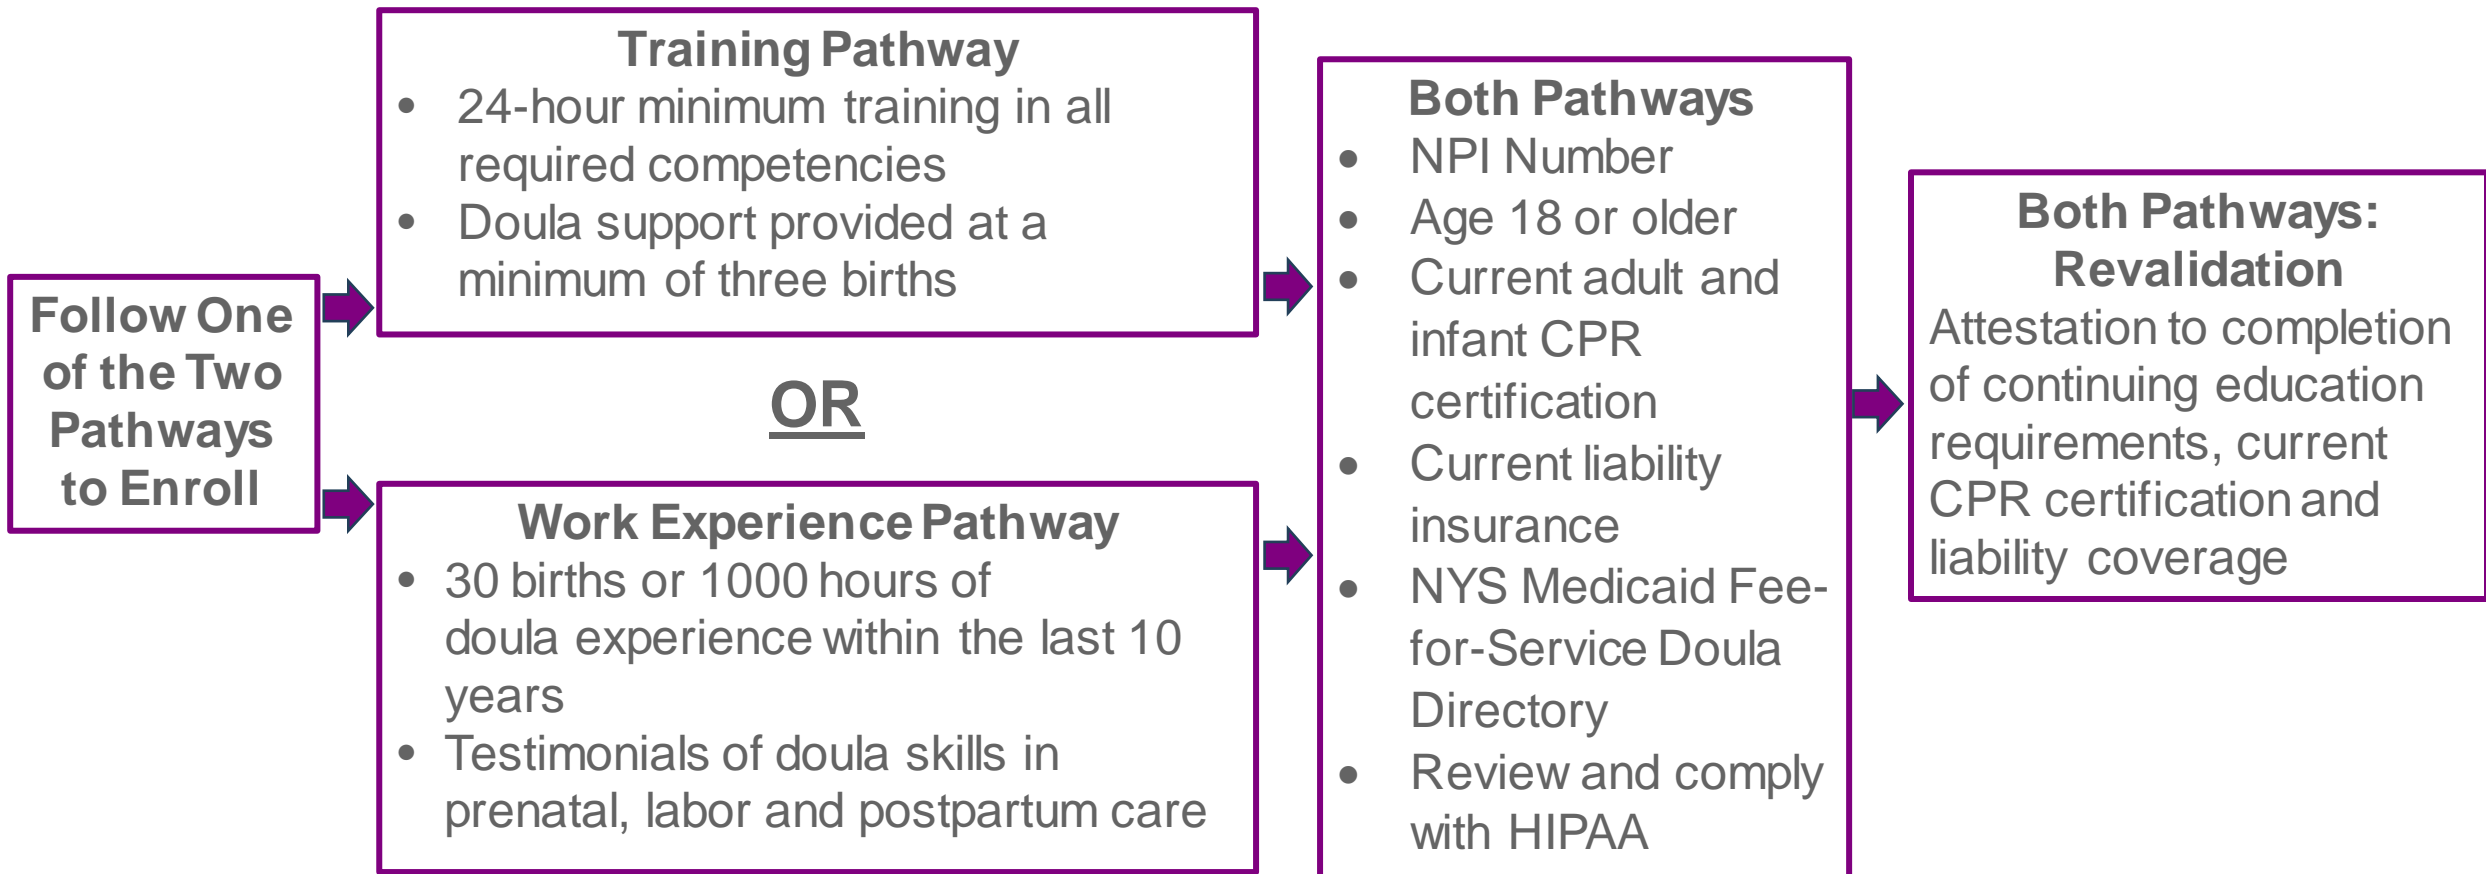 Follow One
of the Two
Pathways
to Enroll
Training Pathway
• 24-hour minimum training in all
required competencies
• Doula support provided at a
minimum of three births
OR
Work Experience Pathway
• 30 births or 1000 hours of
doula experience within the last 10
years
• Testimonials of doula skills in
prenatal, labor and postpartum care
Both Pathways
• NPI Number
• Age 18 or older
• Current adult and
infant CPR
certification
• Current liability
insurance
• NYS Medicaid Fee-
for-Service Doula
Directory
• Review and comply
with HIPAA
Both Pathways:
Revalidation
Attestation to completion
of continuing education
requirements, current
CPR certification and
liability coverage